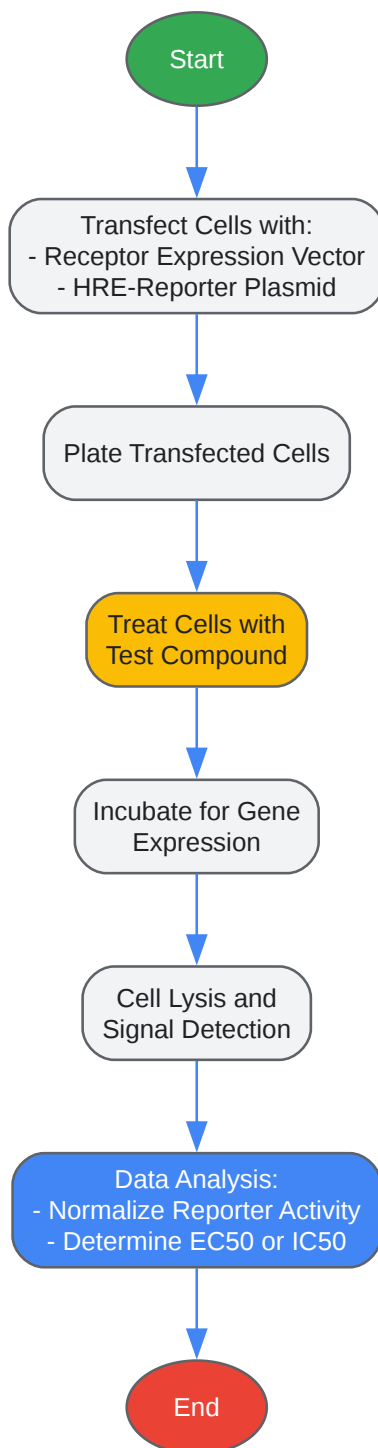 Start
Transfect Cells with:
- Receptor Expression Vector
- HRE-Reporter Plasmid
Plate Transfected Cells
Treat Cells with
Test Compound
Incubate for Gene
Expression
Cell Lysis and
Signal Detection
Data Analysis:
- Normalize Reporter Activity
- Determine EC50 or IC50
End